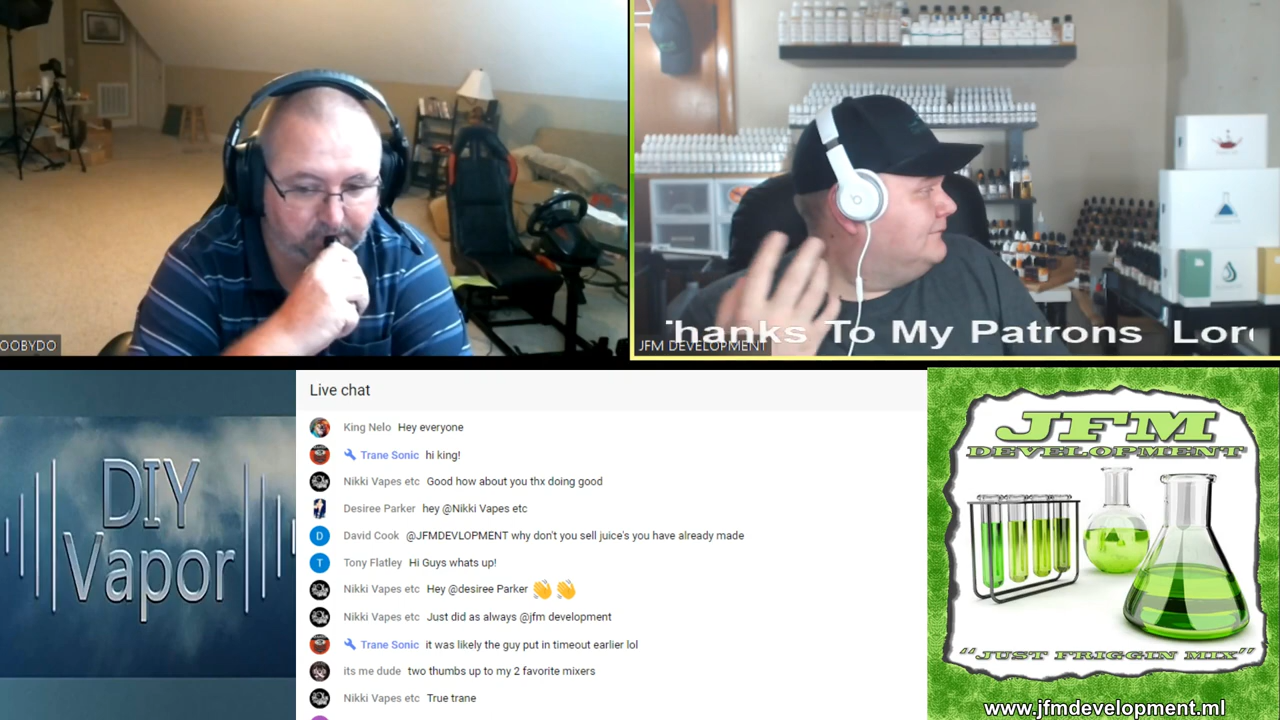 OOBYDO
JFM DEVELOPMENT
Thanks To My Patrons Lor
DIY
Vapor
Live chat
King Nelo Hey everyone
Trane Sonic hi king!
Nikki Vapes etc Good how about you thx doing good
Desiree Parker hey @Nikki Vapes etc
D David Cook @JFMDEVLOPMENT why don't you sell juice's you have already made
T Tony Flatley Hi Guys whats up!
Nikki Vapes etc Hey @desiree Parker 👋 👋
Nikki Vapes etc Just did as always @jfm development
Trane Sonic it was likely the guy put in timeout earlier lol
its me dude two thumbs up to my 2 favorite mixers
Nikki Vapes etc True trane
JFM
DEVELOPMENT
"JUST FRIGGIN MIX"
www.jfmdevelopment.ml